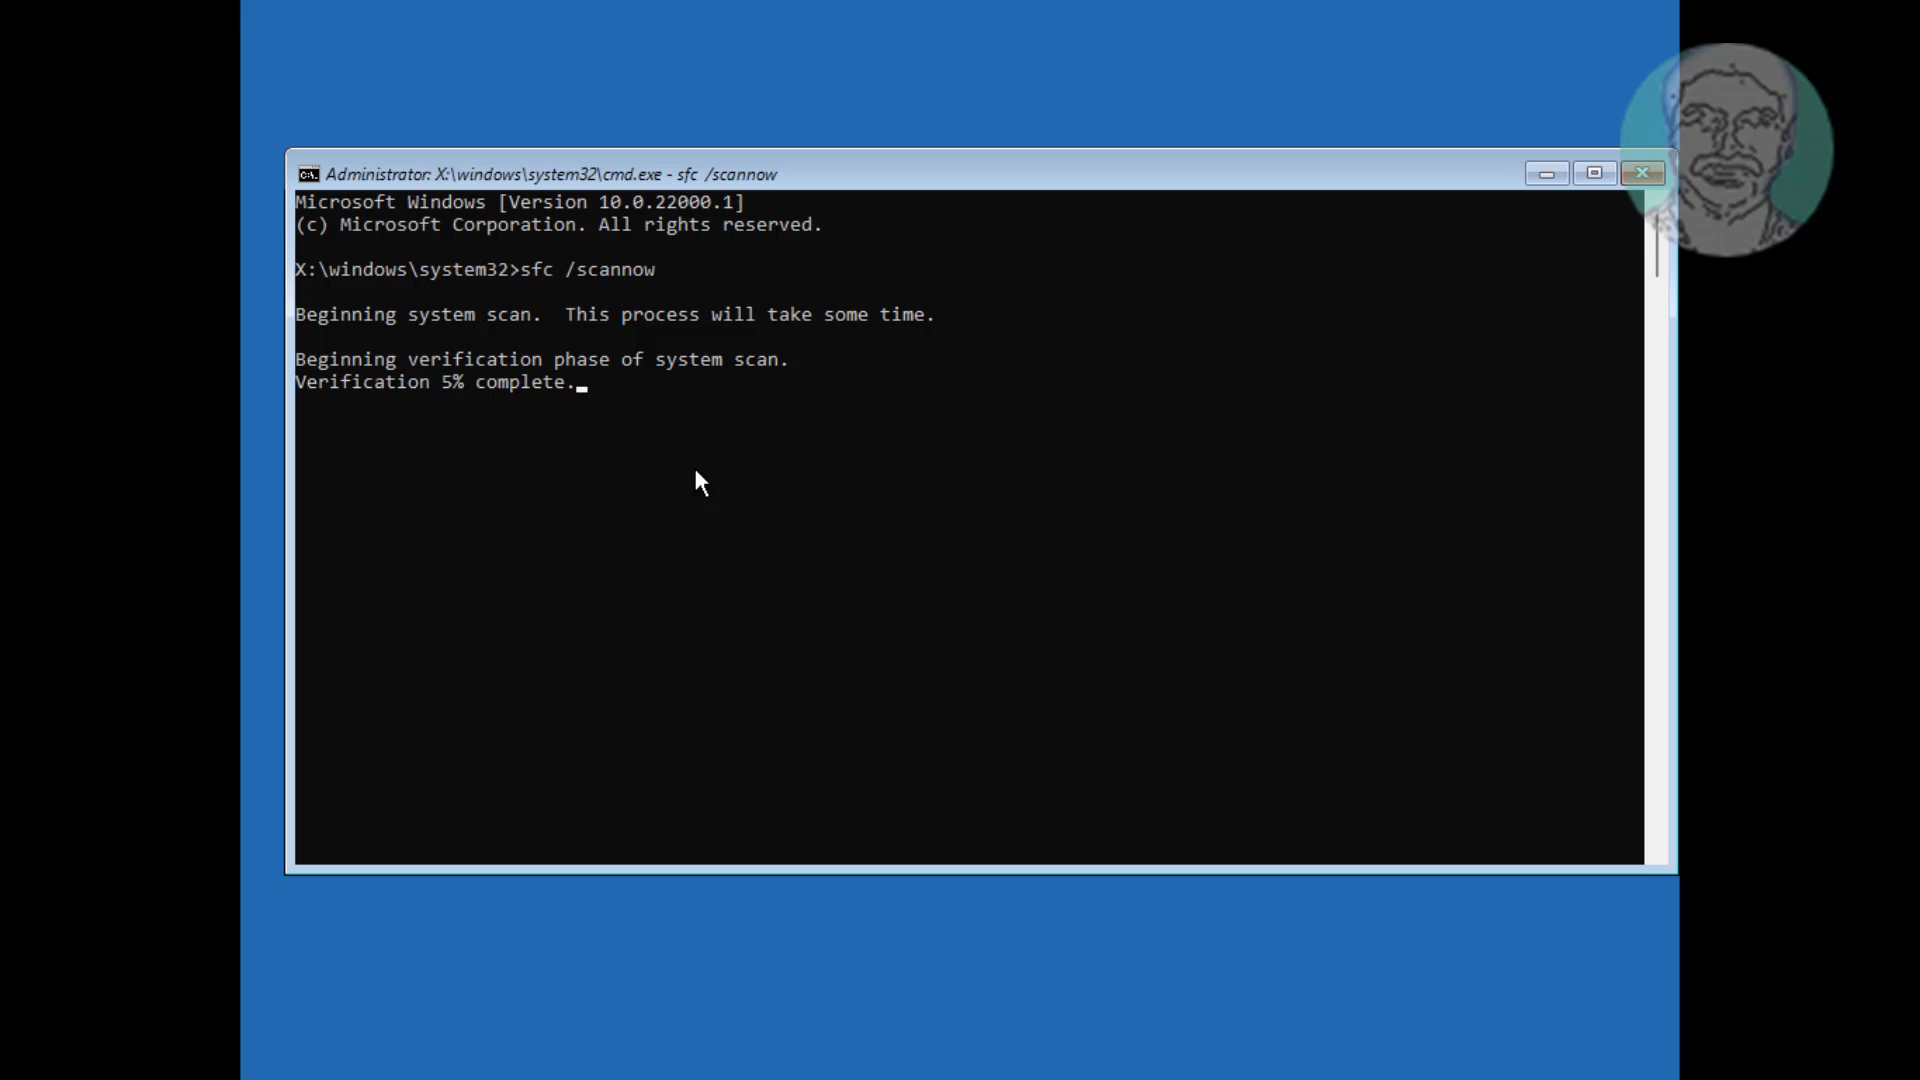 Administrator: X:\windows\system32\cmd.exe - sfc /scannow
Microsoft Windows [Version 10.0.22000.1]
(c) Microsoft Corporation. All rights reserved.
X:\windows\system32>sfc /scannow
Beginning system scan.  This process will take some time.
Beginning verification phase of system scan.
Verification 5% complete.